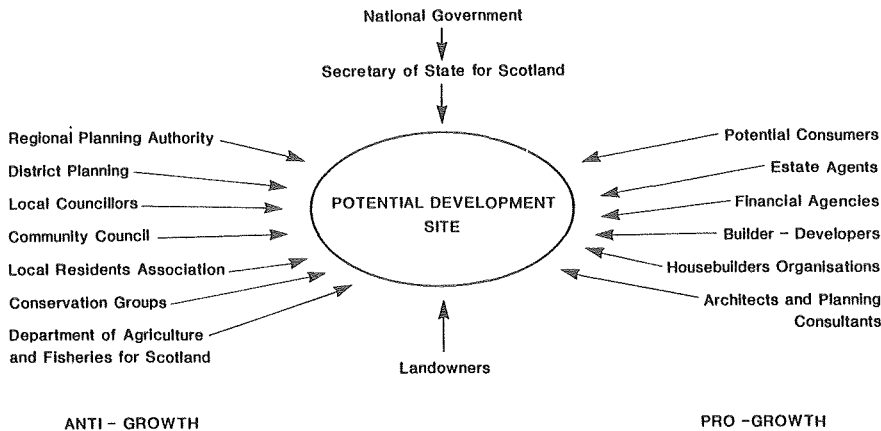 National Government
Secretary of State for Scotland
Regional Planning Authority
District Planning
Local Councillors
Community Council
Local Residents Association
Conservation Groups
Department of Agriculture
and Fisheries for Scotland
POTENTIAL DEVELOPMENT
SITE
Potential Consumers
Estate Agents
Financial Agencies
Builder - Developers
Housebuilders Organisations
Architects and Planning
Consultants
Landowners
ANTI - GROWTH
PRO -GROWTH